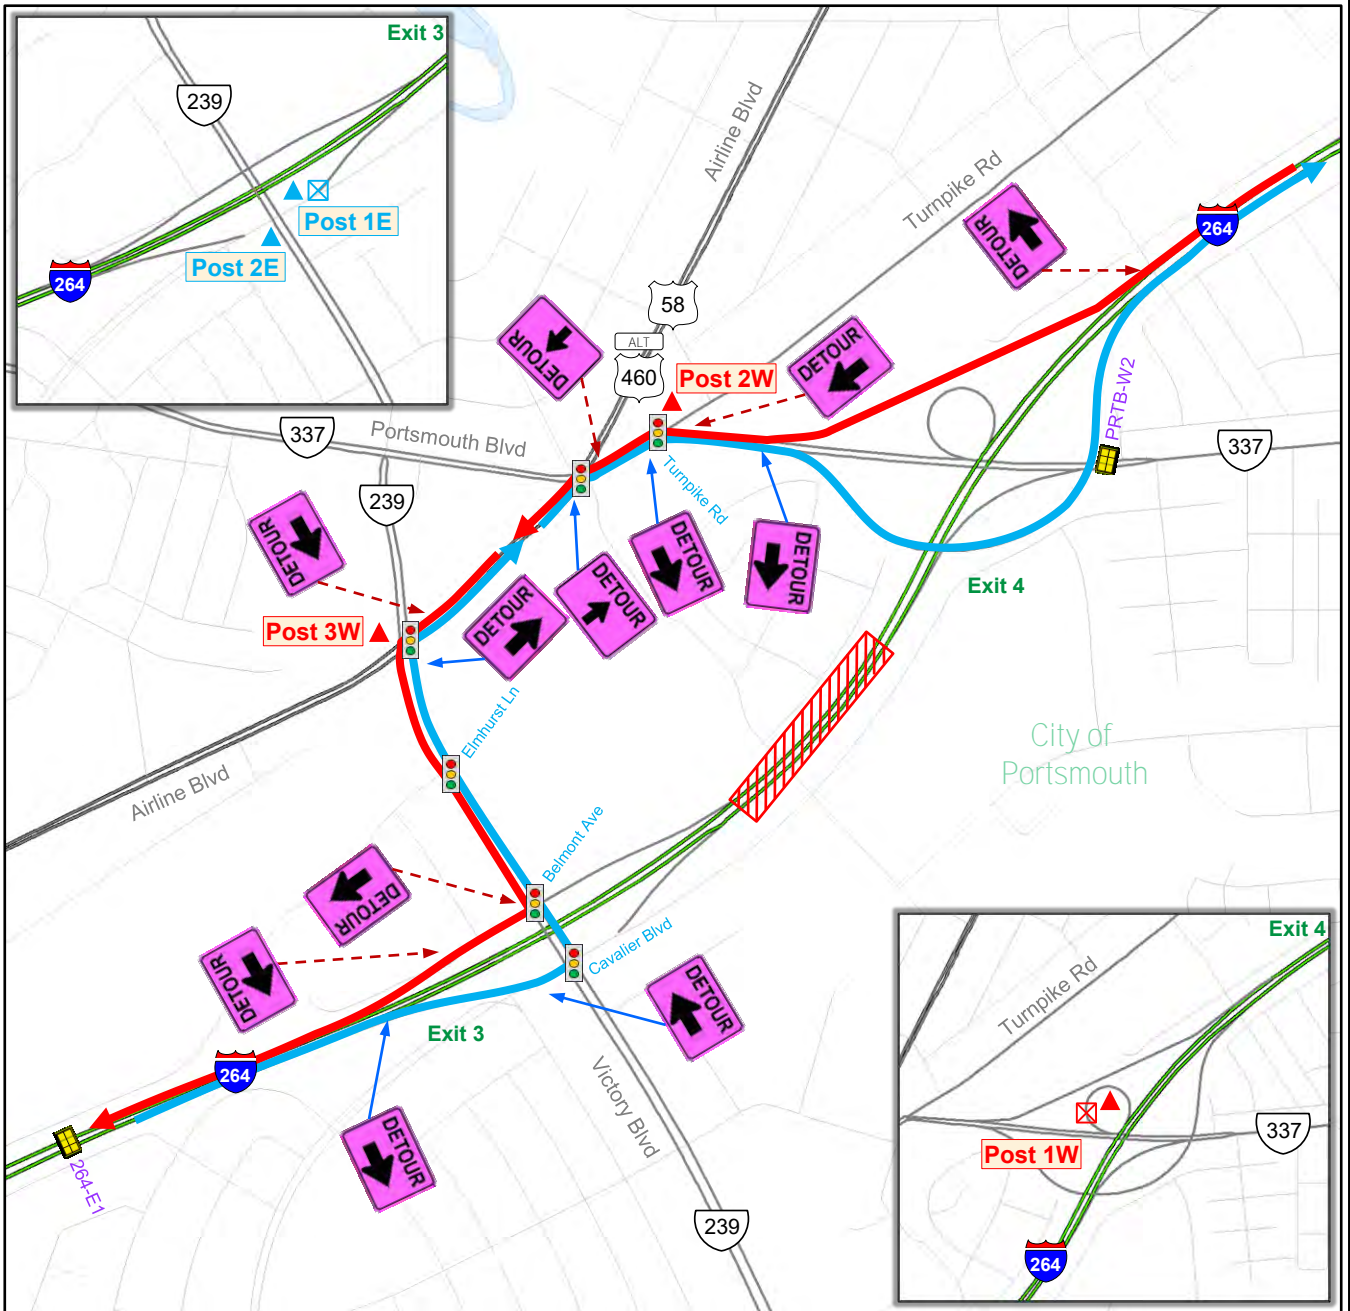 Exit 3
239
Post 1E
Post 2E
264
Airline Blvd
Turnpike Rd
DETOUR
264
58
ALT
460
DETOUR
DETOUR
Post 2W
PRTB-W2
337
Portsmouth Blvd
337
239
Turnpike Rd
DETOUR
DETOUR
DETOUR
DETOUR
DETOUR
Exit 4
Post 3W
Elmhurst Ln
City of
Portsmouth
Airline Blvd
Belmont Ave
DETOUR
DETOUR
Cavalier Blvd
DETOUR
Exit 3
264
Victory Blvd
DETOUR
264-E1
239
Exit 4
Turnpike Rd
337
Post 1W
264